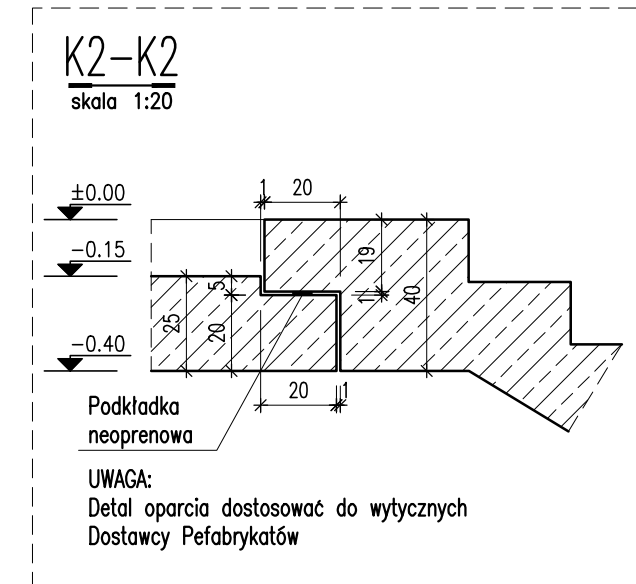 K2-K2
skala 1:20
1 20
±0.00
-0.15
-0.40
19
1
40
5
25
20
20 1
Podkładka
neoprenowa
UWAGA:
Detal oparcia dostosować do wytycznych
Dostawcy Pefabrykatów